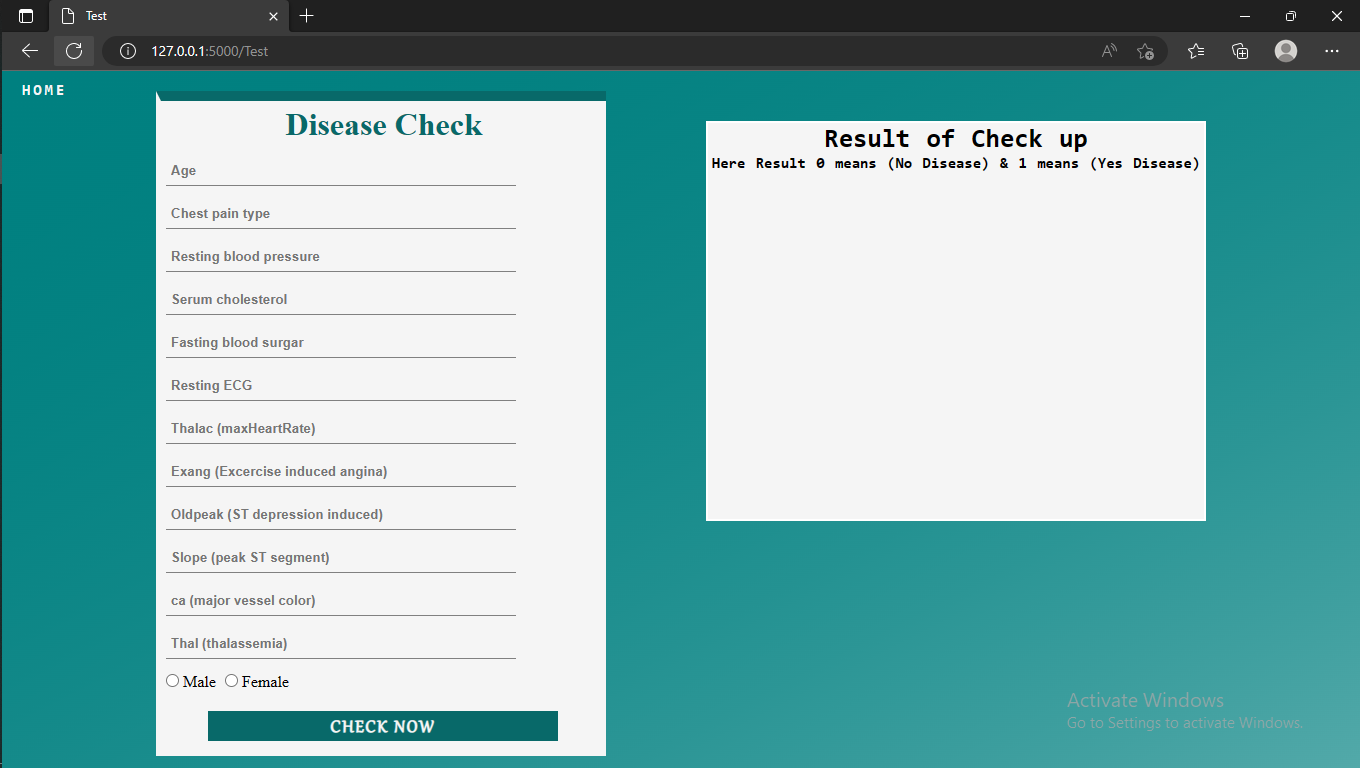 Test
127.0.0.1:5000/Test
HOME
Disease Check
Age
Chest pain type
Resting blood pressure
Serum cholesterol
Fasting blood surgar
Resting ECG
Thalac (maxHeartRate)
Exang (Excercise induced angina)
Oldpeak (ST depression induced)
Slope (peak ST segment)
ca (major vessel color)
Thal (thalassemia)
Male Female
CHECK NOW
Result of Check up
Here Result 0 means (No Disease) & 1 means (Yes Disease)
Activate Windows
Go to Settings to activate Windows.